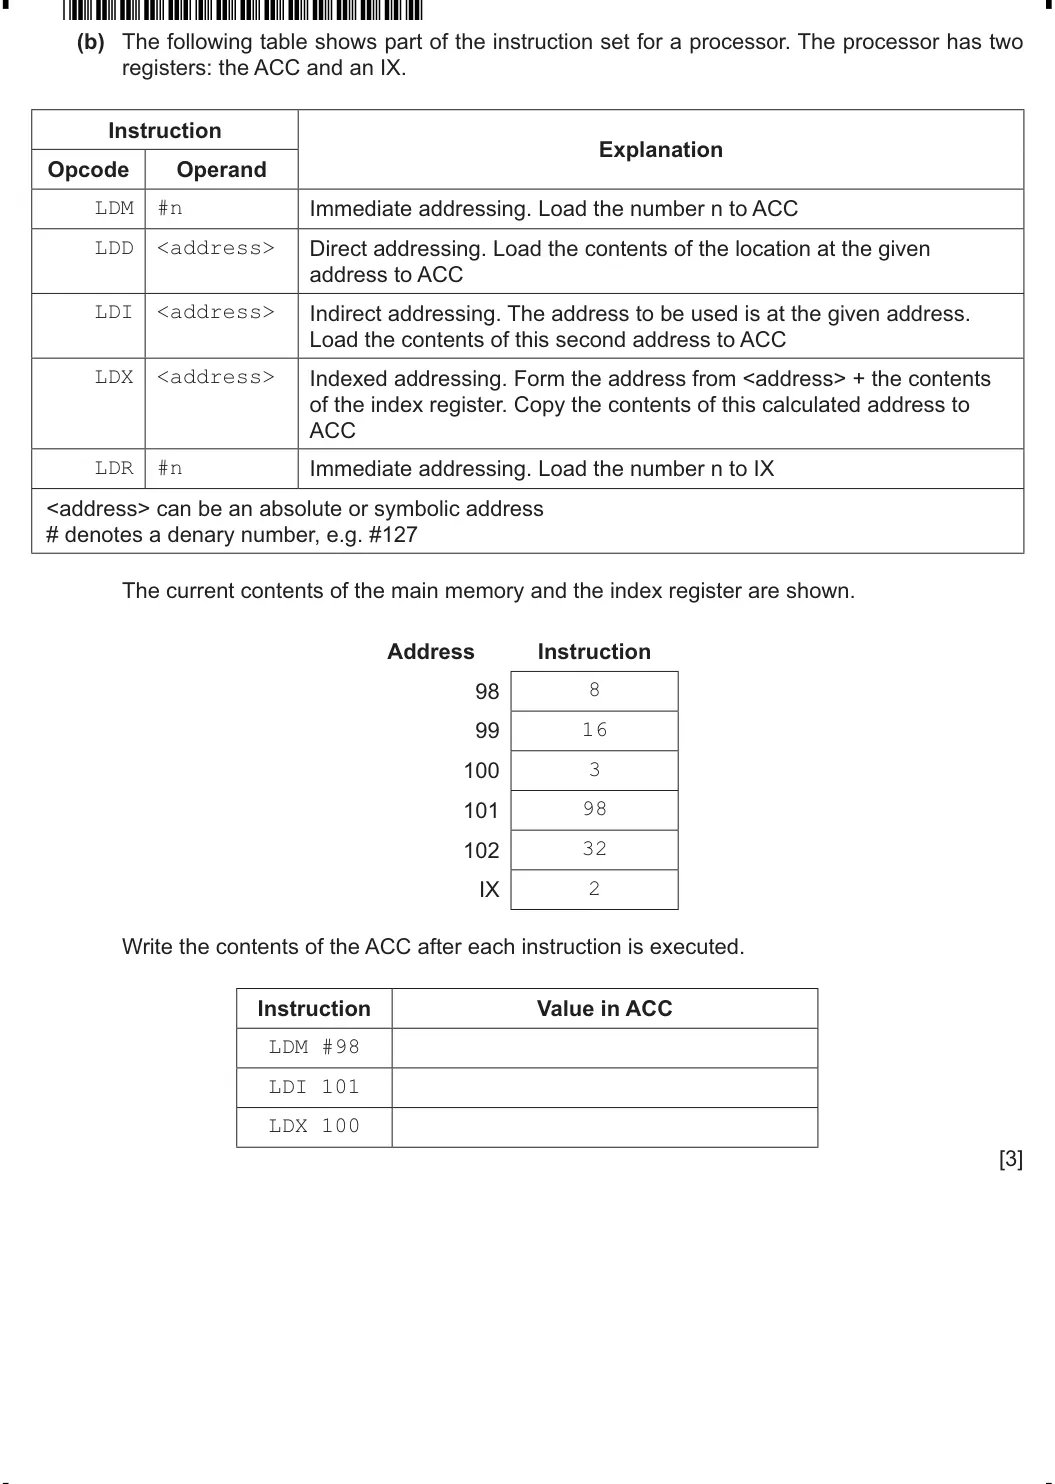 (b) The following table shows part of the instruction set for a processor. The processor has two
registers: the ACC and an IX.
Instruction
Explanation
Opcode Operand
LDM #n Immediate addressing. Load the number n to ACC
LDD <address> Direct addressing. Load the contents of the location at the given
address to ACC
LDI <address> Indirect addressing. The address to be used is at the given address.
Load the contents of this second address to ACC
LDX <address> Indexed addressing. Form the address from <address> + the contents
of the index register. Copy the contents of this calculated address to
ACC
LDR #n Immediate addressing. Load the number n to IX
<address> can be an absolute or symbolic address
# denotes a denary number, e.g. #127
The current contents of the main memory and the index register are shown.
Address Instruction
98 8
99 16
100 3
101 98
102 32
IX 2
Write the contents of the ACC after each instruction is executed.
Instruction Value in ACC
LDM #98
LDI 101
LDX 100
[3]